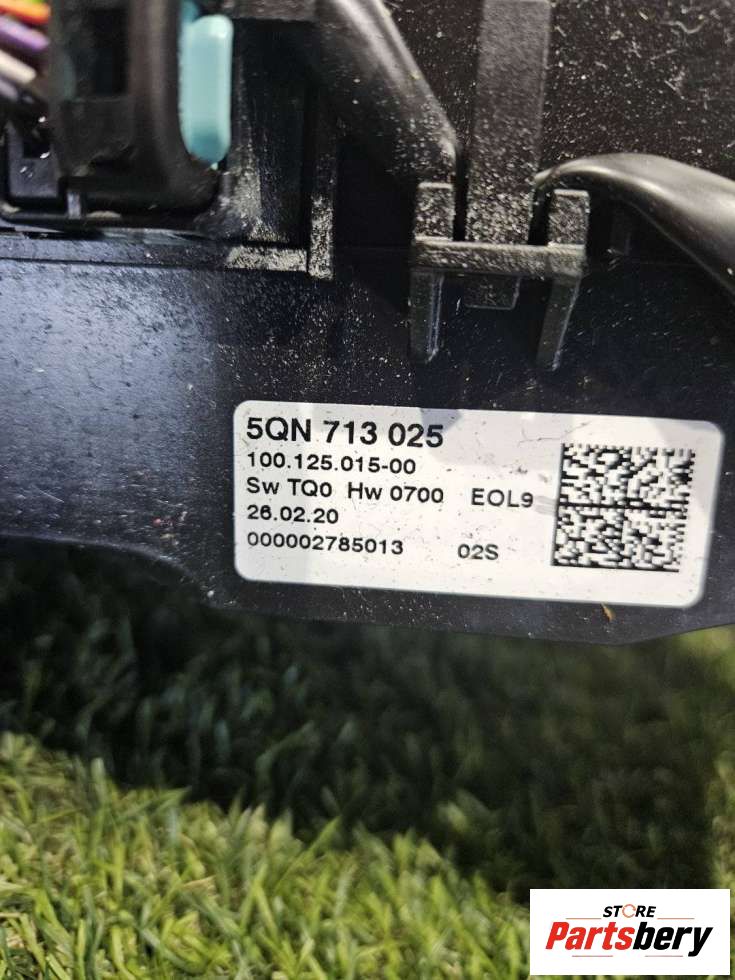 5QN 713 025
100.125.015-00
Sw TQ0 Hw 0700 EOL9
26.02.20
000002785013 02S
STORE
Partsbery